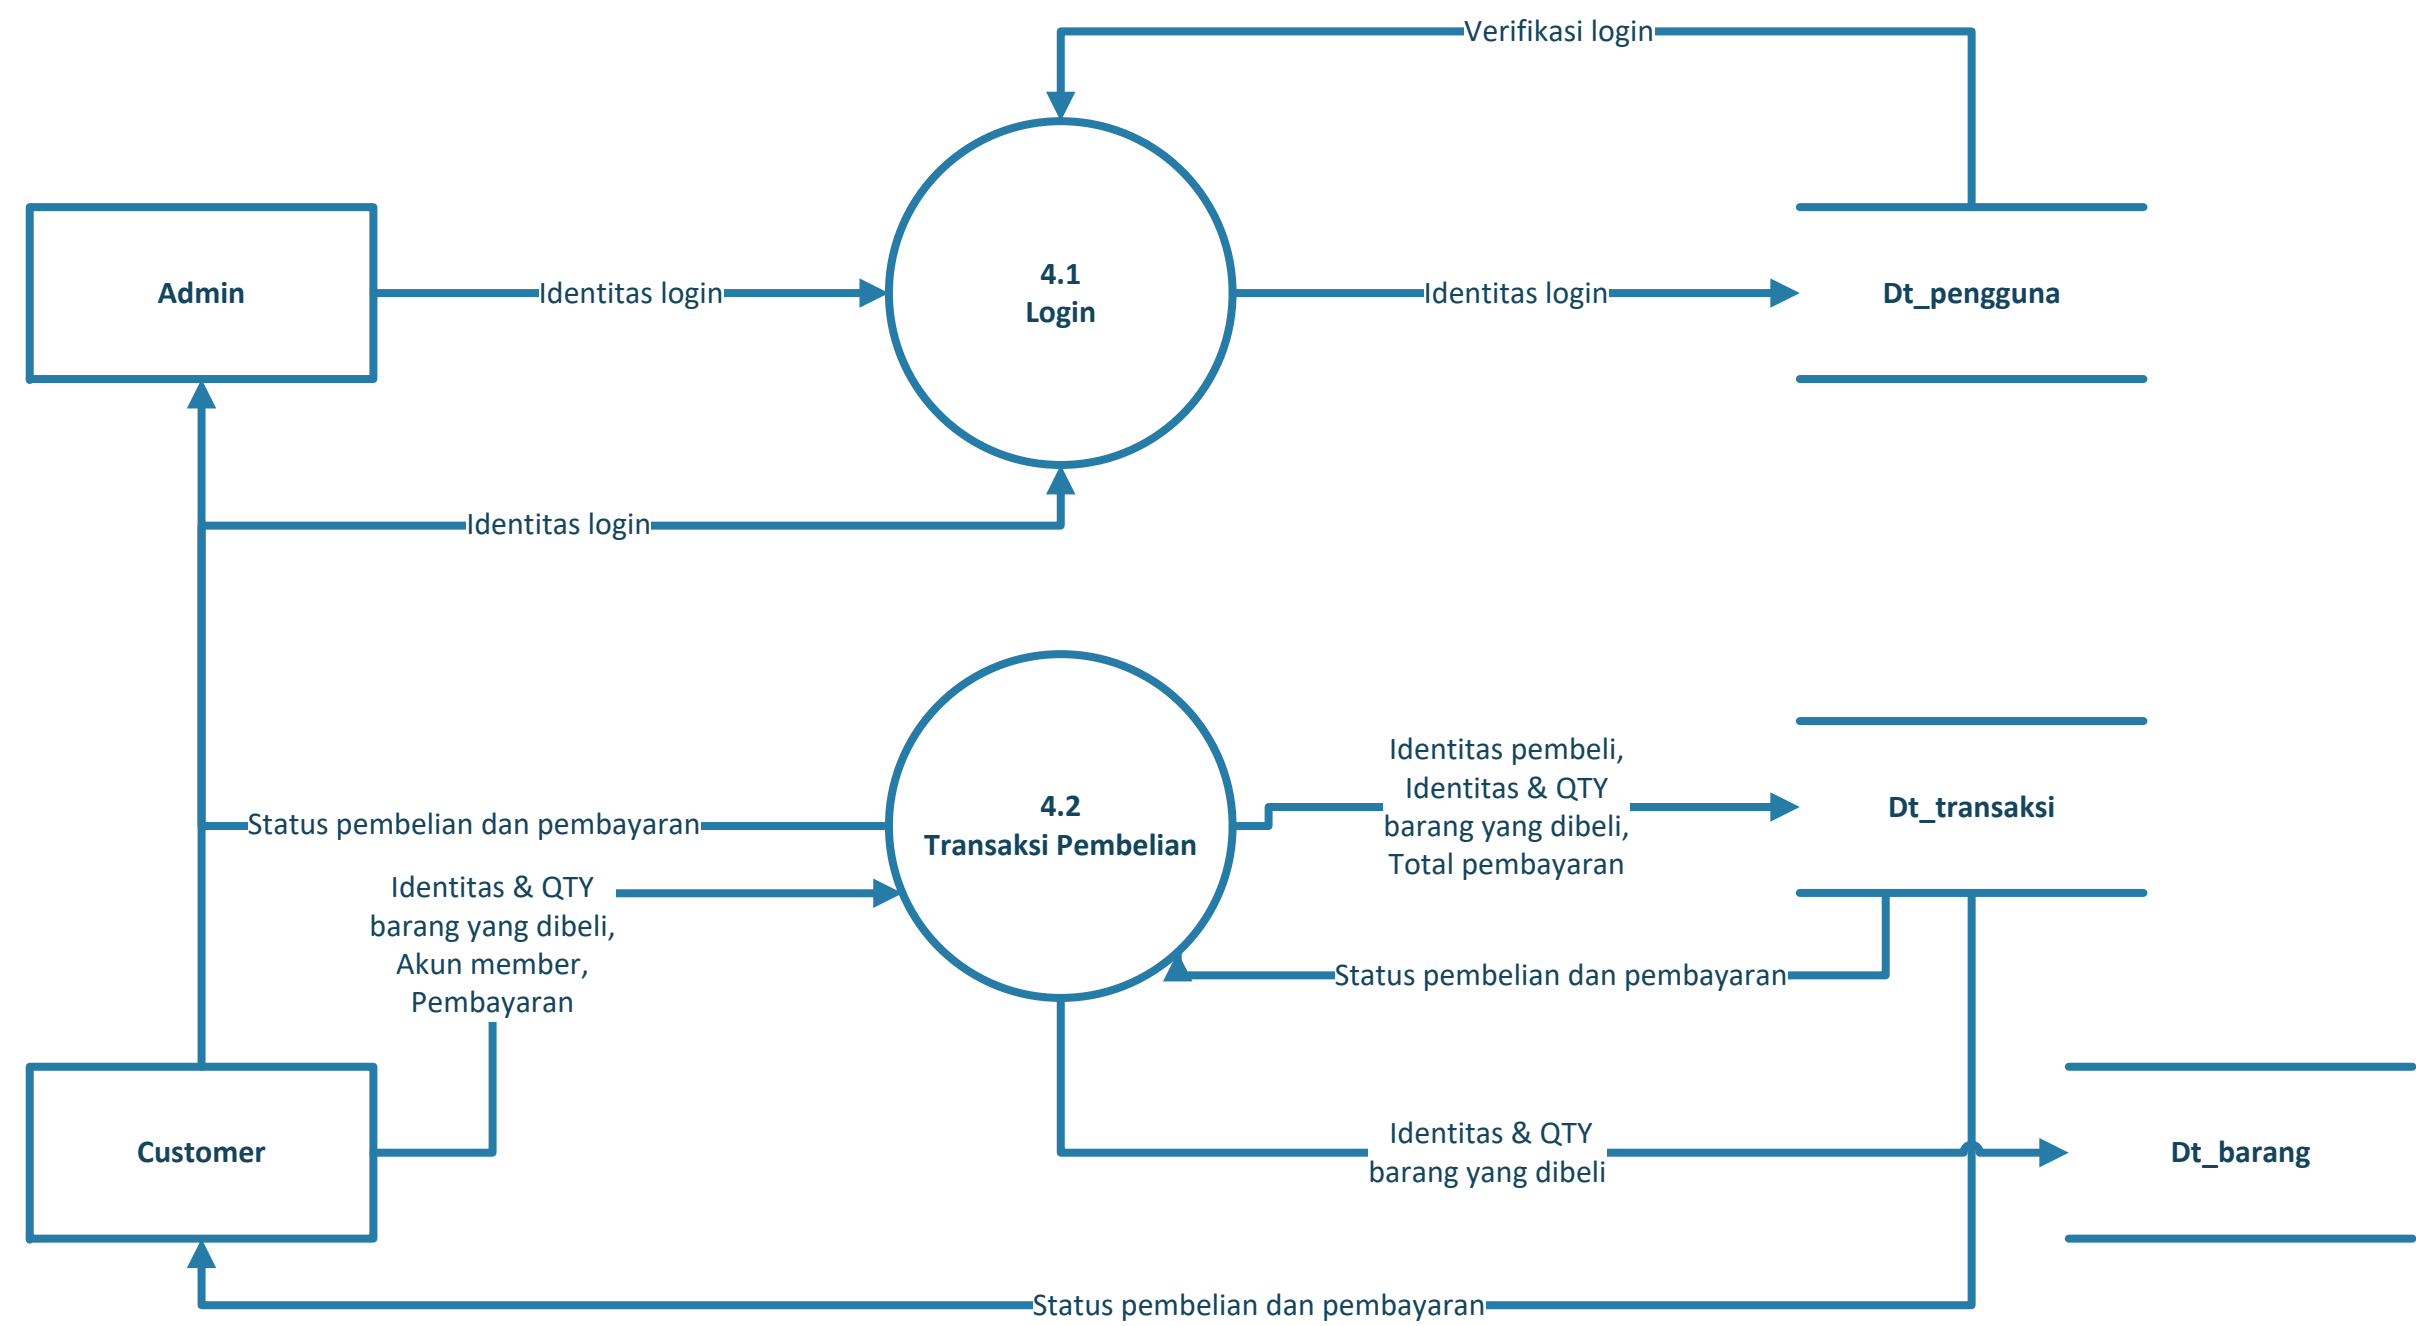 Verifikasi login
Admin
Identitas login
4.1
Login
Identitas login
Dt_pengguna
Identitas login
Status pembelian dan pembayaran
4.2
Transaksi Pembelian
Identitas pembeli,
Identitas & QTY
barang yang dibeli,
Total pembayaran
Dt_transaksi
Identitas & QTY
barang yang dibeli,
Akun member,
Pembayaran
Status pembelian dan pembayaran
Customer
Identitas & QTY
barang yang dibeli
Dt_barang
Status pembelian dan pembayaran